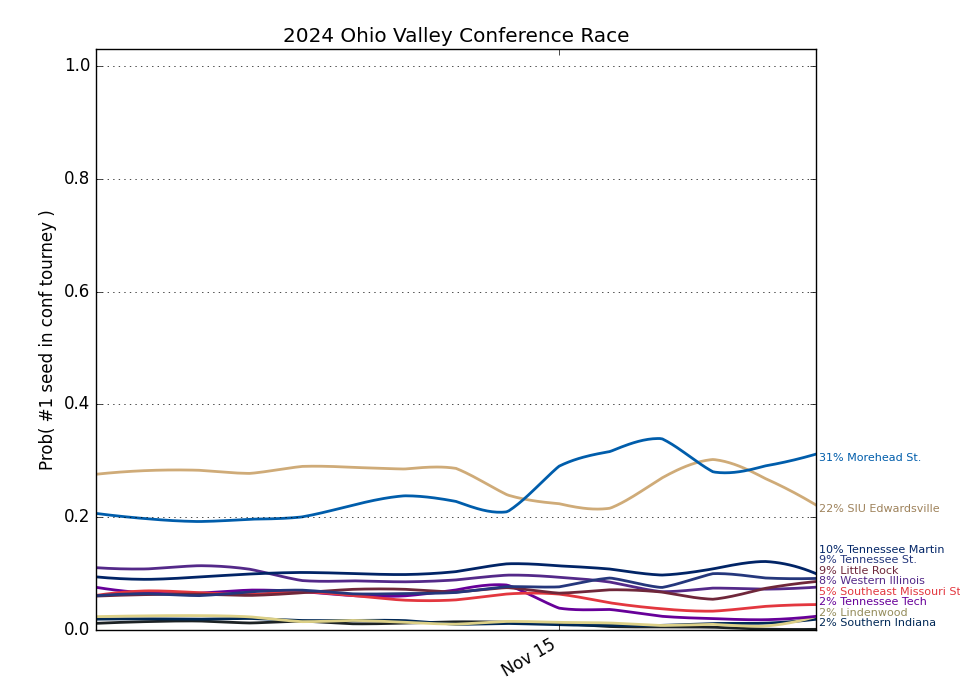 2024 Ohio Valley Conference Race
Prob( #1 seed in conf tourney )
1.0
0.8
0.6
0.4
0.2
0.0
Nov 15
31% Morehead St.
22% SIU Edwardsville
10% Tennessee Martin
9% Tennessee St.
9% Little Rock
8% Western Illinois
5% Southeast Missouri St
2% Tennessee Tech
2% Lindenwood
2% Southern Indiana